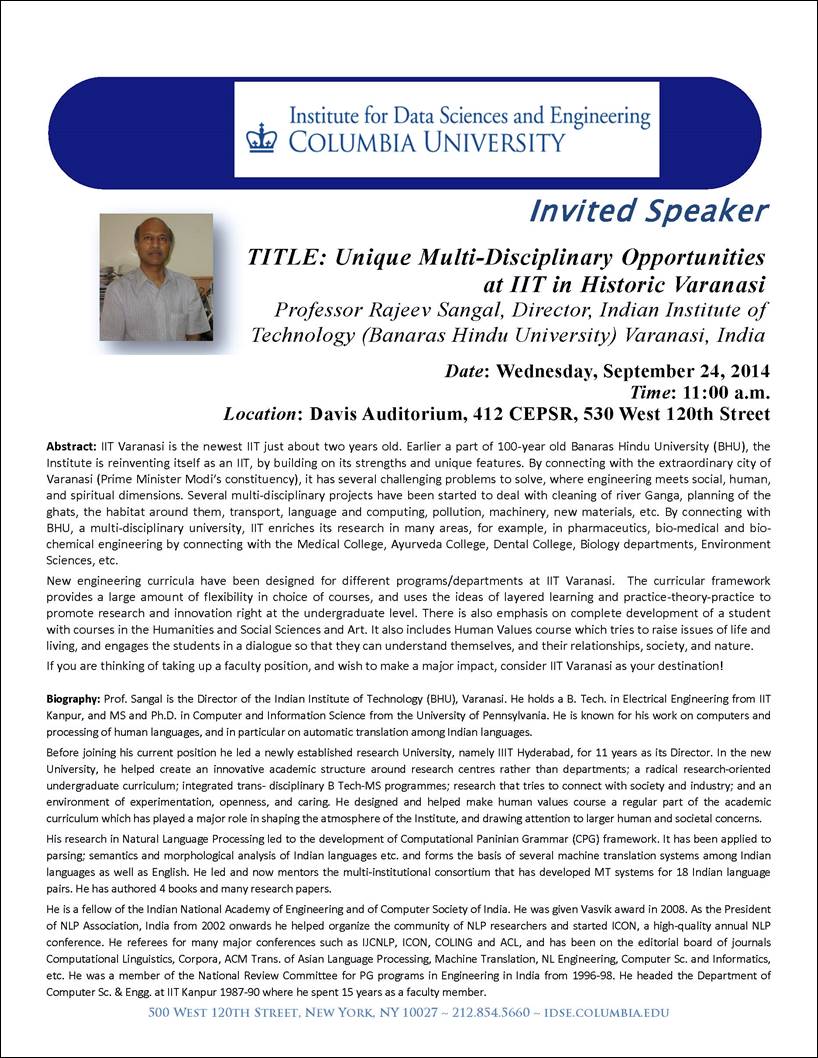 Institute for Data Sciences and Engineering
COLUMBIA UNIVERSITY
Invited Speaker
TITLE: Unique Multi-Disciplinary Opportunities
at IIT in Historic Varanasi
Professor Rajeev Sangal, Director, Indian Institute of
Technology (Banaras Hindu University) Varanasi, India
Date: Wednesday, September 24, 2014
Time: 11:00 a.m.
Location: Davis Auditorium, 412 CEPSR, 530 West 120th Street
Abstract: IIT Varanasi is the newest IIT just about two years old. Earlier a part of 100-year old Banaras Hindu University (BHU), the
Institute is reinventing itself as an IIT, by building on its strengths and unique features. By connecting with the extraordinary city of
Varanasi (Prime Minister Modi's constituency), it has several challenging problems to solve, where engineering meets social, human,
and spiritual dimensions. Several multi-disciplinary projects have been started to deal with cleaning of river Ganga, planning of the
ghats, the habitat around them, transport, language and computing, pollution, machinery, new materials, etc. By connecting with
BHU, a multi-disciplinary university, IIT enriches its research in many areas, for example, in pharmaceutics, bio-medical and bio-
chemical engineering by connecting with the Medical College, Ayurveda College, Dental College, Biology departments, Environment
Sciences, etc.
New engineering curricula have been designed for different programs/departments at IIT Varanasi. The curricular framework
provides a large amount of flexibility in choice of courses, and uses the ideas of layered learning and practice-theory-practice to
promote research and innovation right at the undergraduate level. There is also emphasis on complete development of a student
with courses in the Humanities and Social Sciences and Art. It also includes Human Values course which tries to raise issues of life and
living, and engages the students in a dialogue so that they can understand themselves, and their relationships, society, and nature.
If you are thinking of taking up a faculty position, and wish to make a major impact, consider IIT Varanasi as your destination!
Biography: Prof. Sangal is the Director of the Indian Institute of Technology (BHU), Varanasi. He holds a B. Tech. in Electrical Engineering from IIT
Kanpur, and MS and Ph.D. in Computer and Information Science from the University of Pennsylvania. He is known for his work on computers and
processing of human languages, and in particular on automatic translation among Indian languages.
Before joining his current position he led a newly established research University, namely IIIT Hyderabad, for 11 years as its Director. In the new
University, he helped create an innovative academic structure around research centres rather than departments; a radical research-oriented
undergraduate curriculum; integrated trans- disciplinary B Tech-MS programmes; research that tries to connect with society and industry; and an
environment of experimentation, openness, and caring. He designed and helped make human values course a regular part of the academic
curriculum which has played a major role in shaping the atmosphere of the Institute, and drawing attention to larger human and societal concerns.
His research in Natural Language Processing led to the development of Computational Paninian Grammar (CPG) framework. It has been applied to
parsing; semantics and morphological analysis of Indian languages etc. and forms the basis of several machine translation systems among Indian
languages as well as English. He led and now mentors the multi-institutional consortium that has developed MT systems for 18 Indian language
pairs. He has authored 4 books and many research papers.
He is a fellow of the Indian National Academy of Engineering and of Computer Society of India. He was given Vasvik award in 2008. As the President
of NLP Association, India from 2002 onwards he helped organize the community of NLP researchers and started ICON, a high-quality annual NLP
conference. He referees for many major conferences such as IJCNLP, ICON, COLING and ACL, and has been on the editorial board of journals
Computational Linguistics, Corpora, ACM Trans. of Asian Language Processing, Machine Translation, NL Engineering, Computer Sc. and Informatics,
etc. He was a member of the National Review Committee for PG programs in Engineering in India from 1996-98. He headed the Department of
Computer Sc. & Engg. at IIT Kanpur 1987-90 where he spent 15 years as a faculty member.
500 WEST 120TH STREET, NEW YORK, NY 10027 ~ 212.854.5660 ~ IDSE.COLUMBIA.EDU